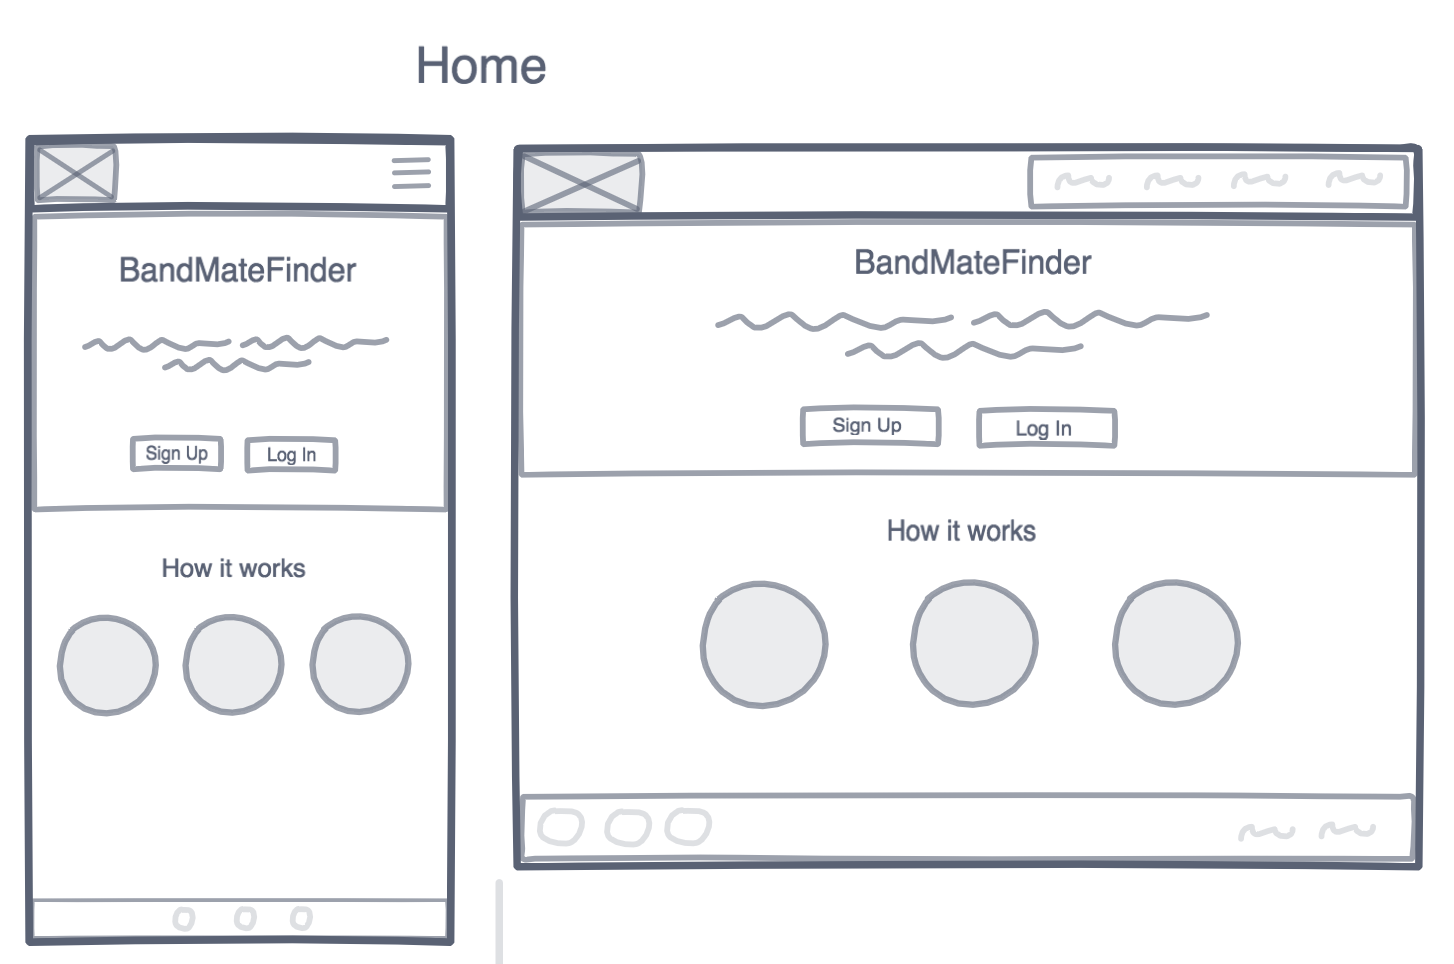 Home
BandMateFinder
Sign Up
Log In
How it works
BandMateFinder
Sign Up
Log In
How it works